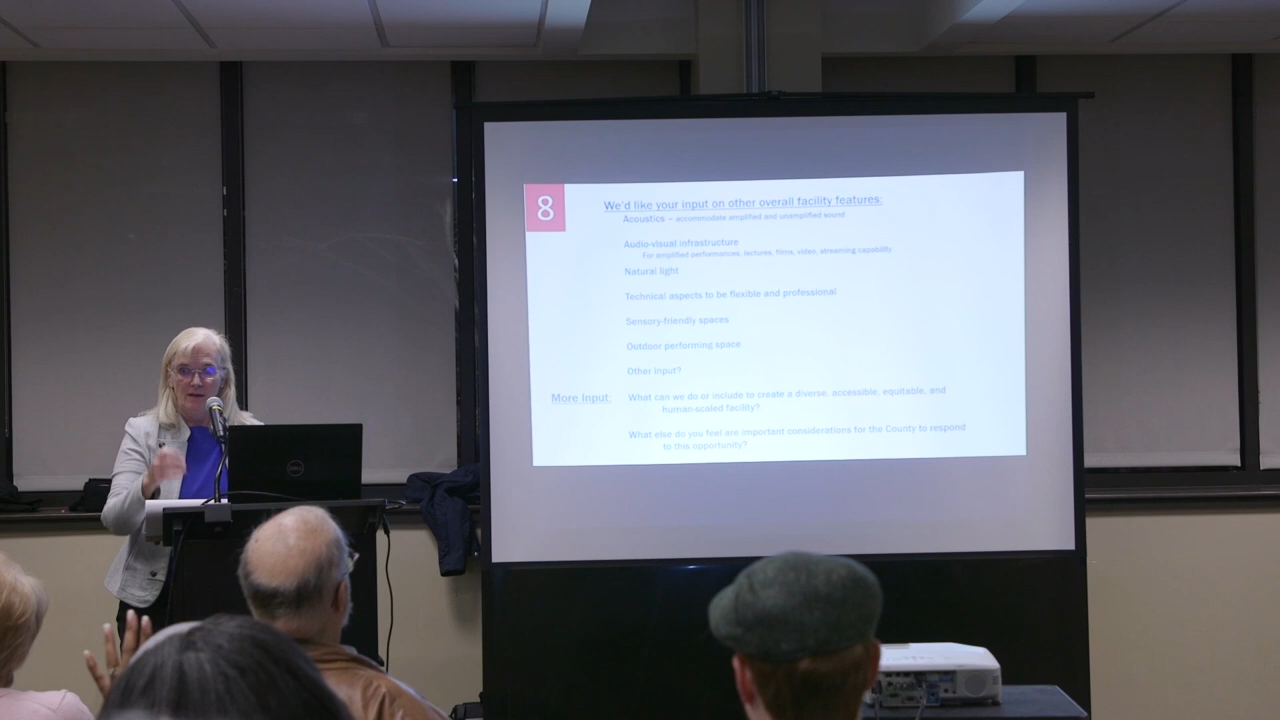 8
We'd like your input on other overall facility features:
Acoustics – accommodate amplified and unamplified sound
Audio-visual infrastructure
For amplified performances, lectures, films, video, streaming capability
Natural light
Technical aspects to be flexible and professional
Sensory-friendly spaces
Outdoor performing space
Other input?
More Input: What can we do or include to create a diverse, accessible, equitable, and
human-scaled facility?
What else do you feel are important considerations for the County to respond
to this opportunity?
DELL